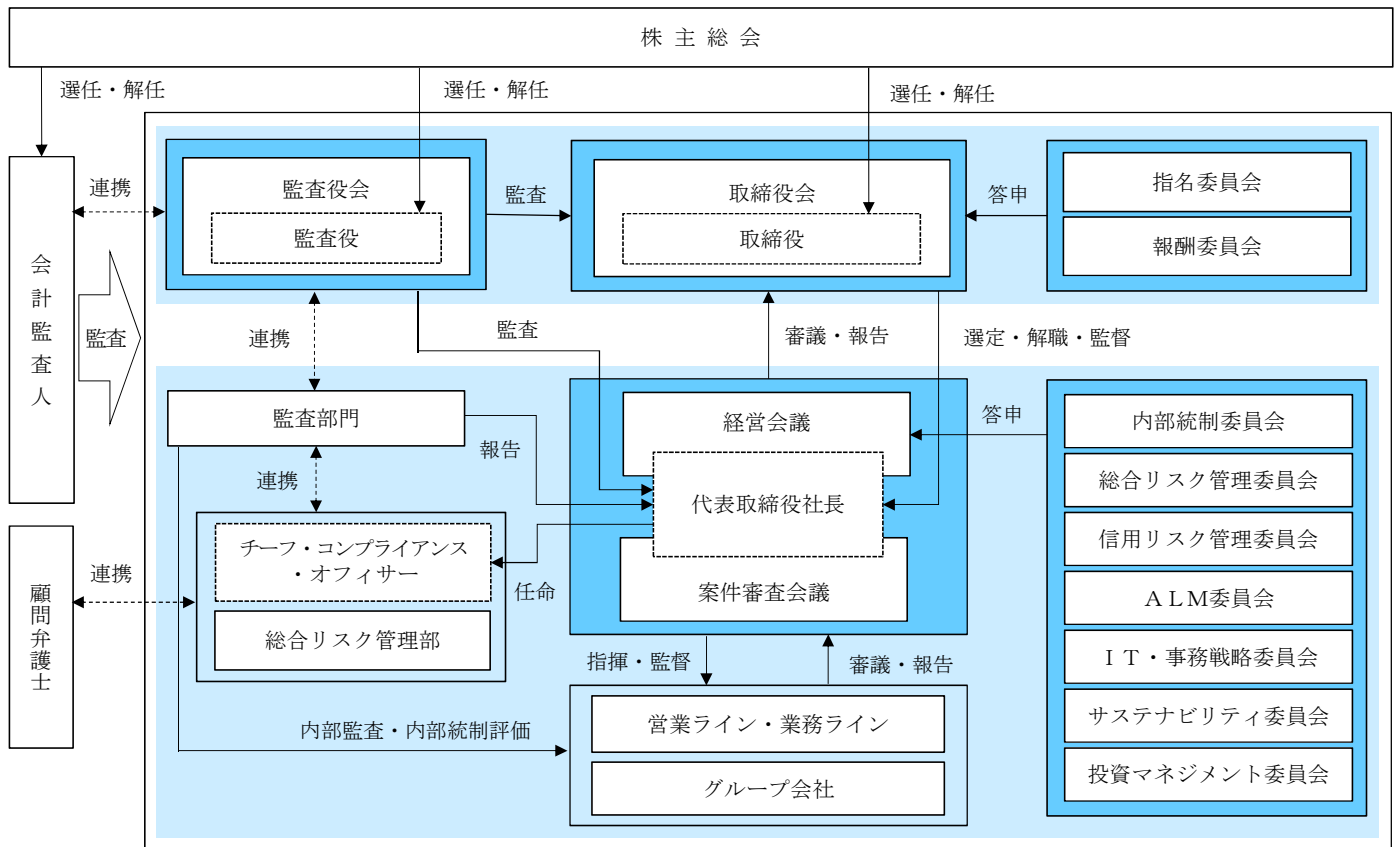 株主総会
選任・解任
選任・解任
選任・解任
監査役会
監査役
監査
取締役会
取締役
答申
指名委員会
報酬委員会
連携
会計監査人
監査
連携
監査
審議・報告
選定・解職・監督
監査部門
報告
経営会議
代表取締役社長
案件審査会議
答申
内部統制委員会
総合リスク管理委員会
信用リスク管理委員会
ＡＬＭ委員会
ＩＴ・事務戦略委員会
サステナビリティ委員会
投資マネジメント委員会
連携
チーフ・コンプライアンス
・オフィサー
総合リスク管理部
任命
連携
顧問弁護士
指揮・監督
審議・報告
内部監査・内部統制評価
営業ライン・業務ライン
グループ会社